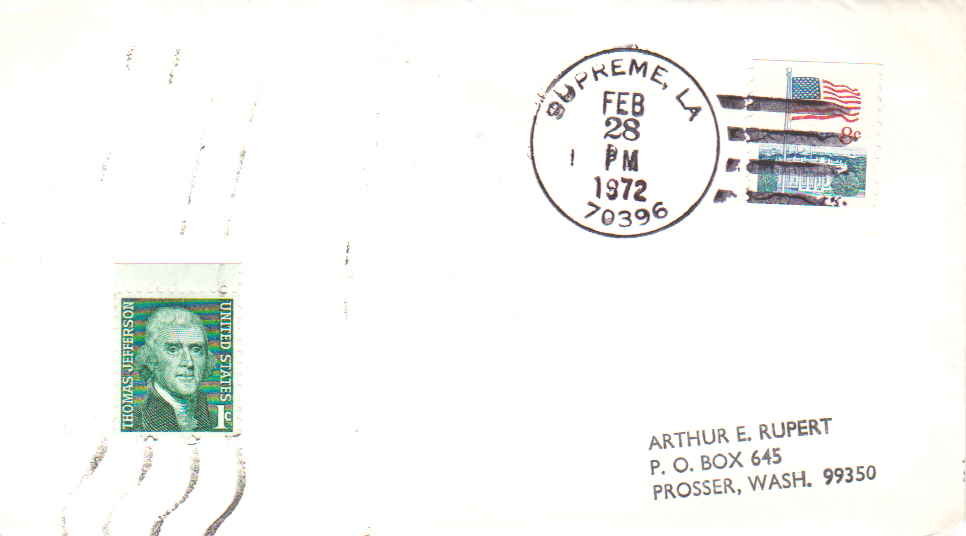 SUPREME, LA
FEB
28
1 PM
1972
70396
8c
THOMAS JEFFERSON
UNITED STATES
1c
ARTHUR E. RUPERT
P. O. BOX 645
PROSSER, WASH. 99350